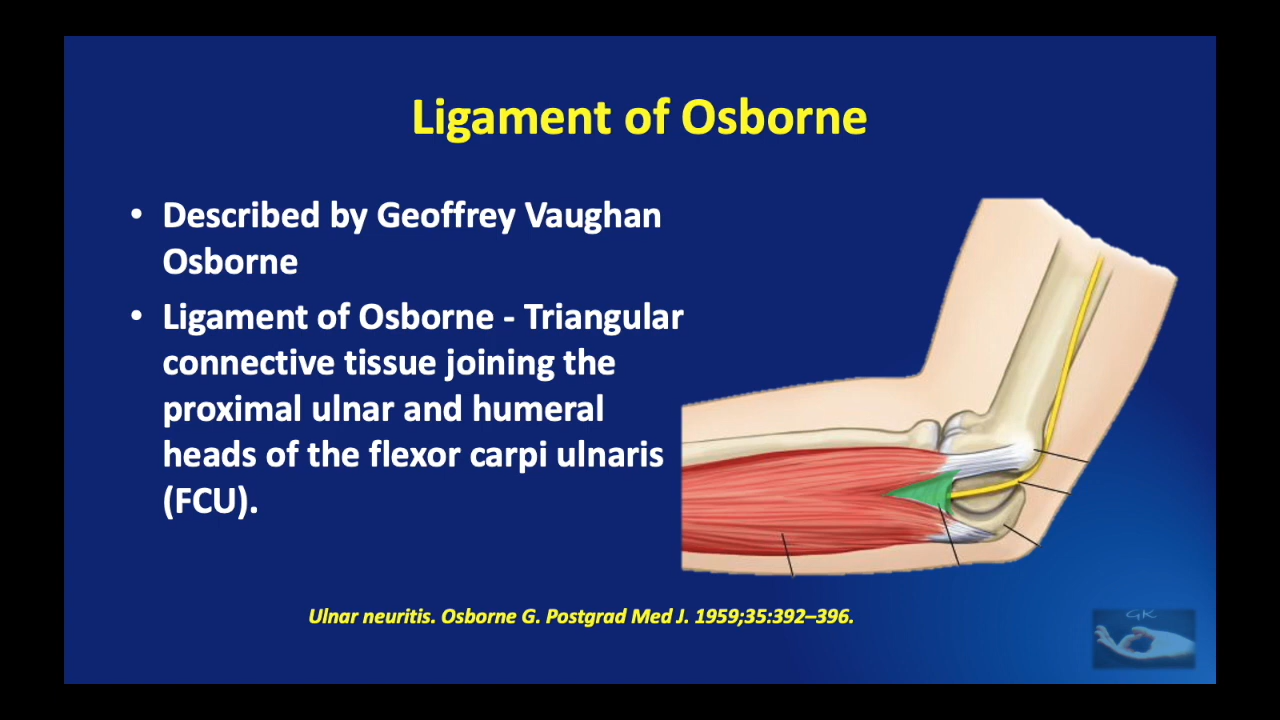 Ligament of Osborne
• Described by Geoffrey Vaughan
Osborne
• Ligament of Osborne - Triangular
connective tissue joining the
proximal ulnar and humeral
heads of the flexor carpi ulnaris
(FCU).
Ulnar neuritis. Osborne G. Postgrad Med J. 1959;35:392–396.
GK